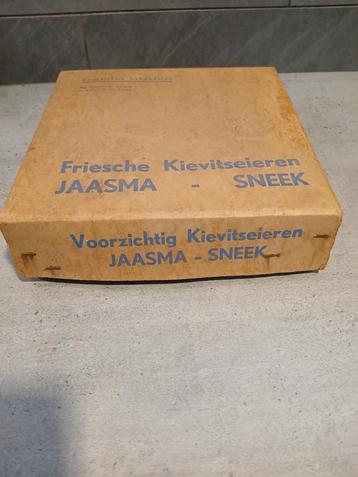 Friesche Kievitseieren
JAASMA - SNEEK
Voorzichtig Kievitseieren
JAASMA - SNEEK